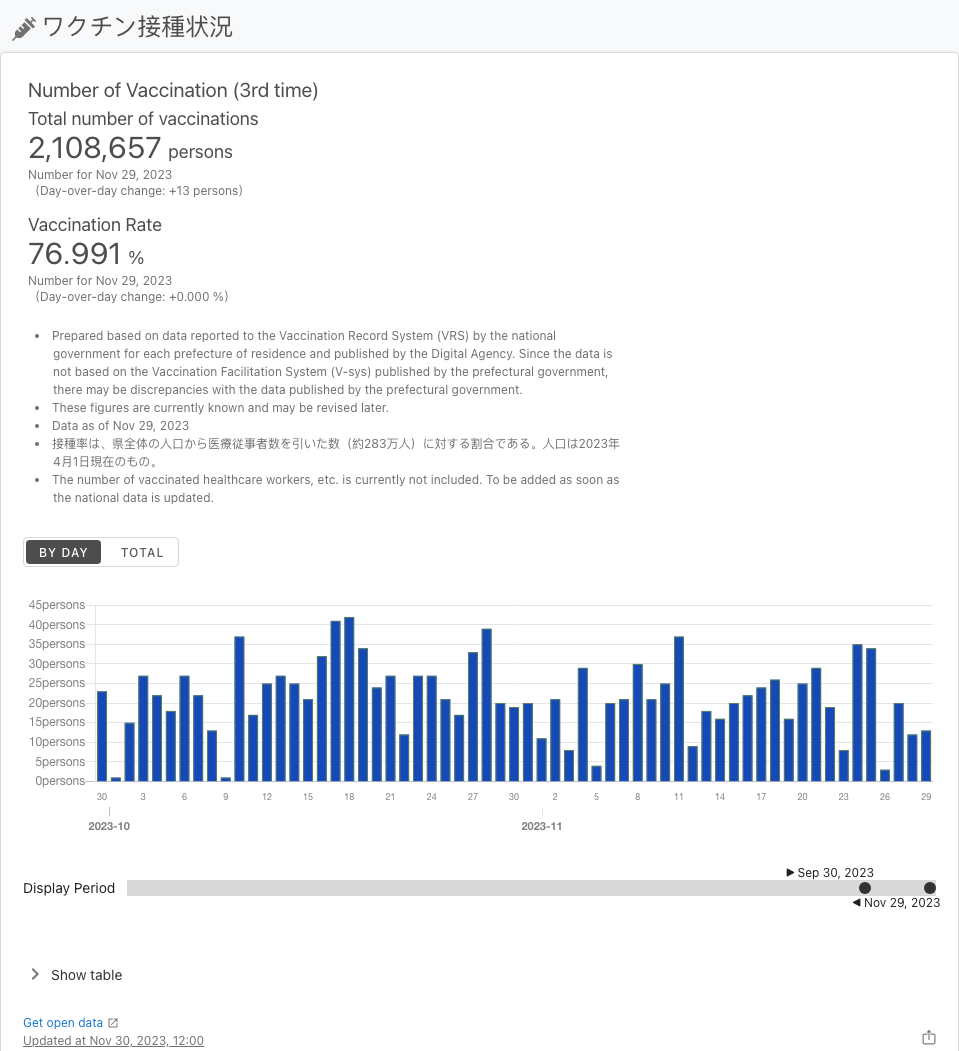 ワクチン接種状況
Number of Vaccination (3rd time)
Total number of vaccinations
2,108,657 persons
Number for Nov 29, 2023
（Day-over-day change: +13 persons）
Vaccination Rate
76.991 %
Number for Nov 29, 2023
（Day-over-day change: +0.000 %）
• Prepared based on data reported to the Vaccination Record System (VRS) by the national
government for each prefecture of residence and published by the Digital Agency. Since the data is
not based on the Vaccination Facilitation System (V-sys) published by the prefectural government,
there may be discrepancies with the data published by the prefectural government.
• These figures are currently known and may be revised later.
• Data as of Nov 29, 2023
• 接種率は、県全体の人口から医療従事者数を引いた数（約283万人）に対する割合である。人口は2023年
4月1日現在のもの。
• The number of vaccinated healthcare workers, etc. is currently not included. To be added as soon as
the national data is updated.
BY DAY TOTAL
45persons
40persons
35persons
30persons
25persons
20persons
15persons
10persons
5persons
0persons
30 3 6 9 12 15 18 21 24 27 30 2 5 8 11 14 17 20 23 26 29
2023-10 2023-11
▶ Sep 30, 2023
Display Period
◀ Nov 29, 2023
Show table
Get open data
Updated at Nov 30, 2023, 12:00